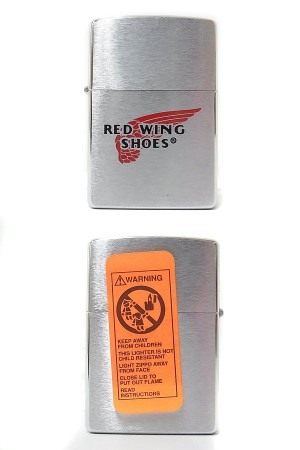 RED WING
SHOES®
WARNING
KEEP AWAY
FROM CHILDREN
THIS LIGHTER IS NOT
CHILD RESISTANT
LIGHT ZIPPO AWAY
FROM FACE
CLOSE LID TO
PUT OUT FLAME
READ
INSTRUCTIONS